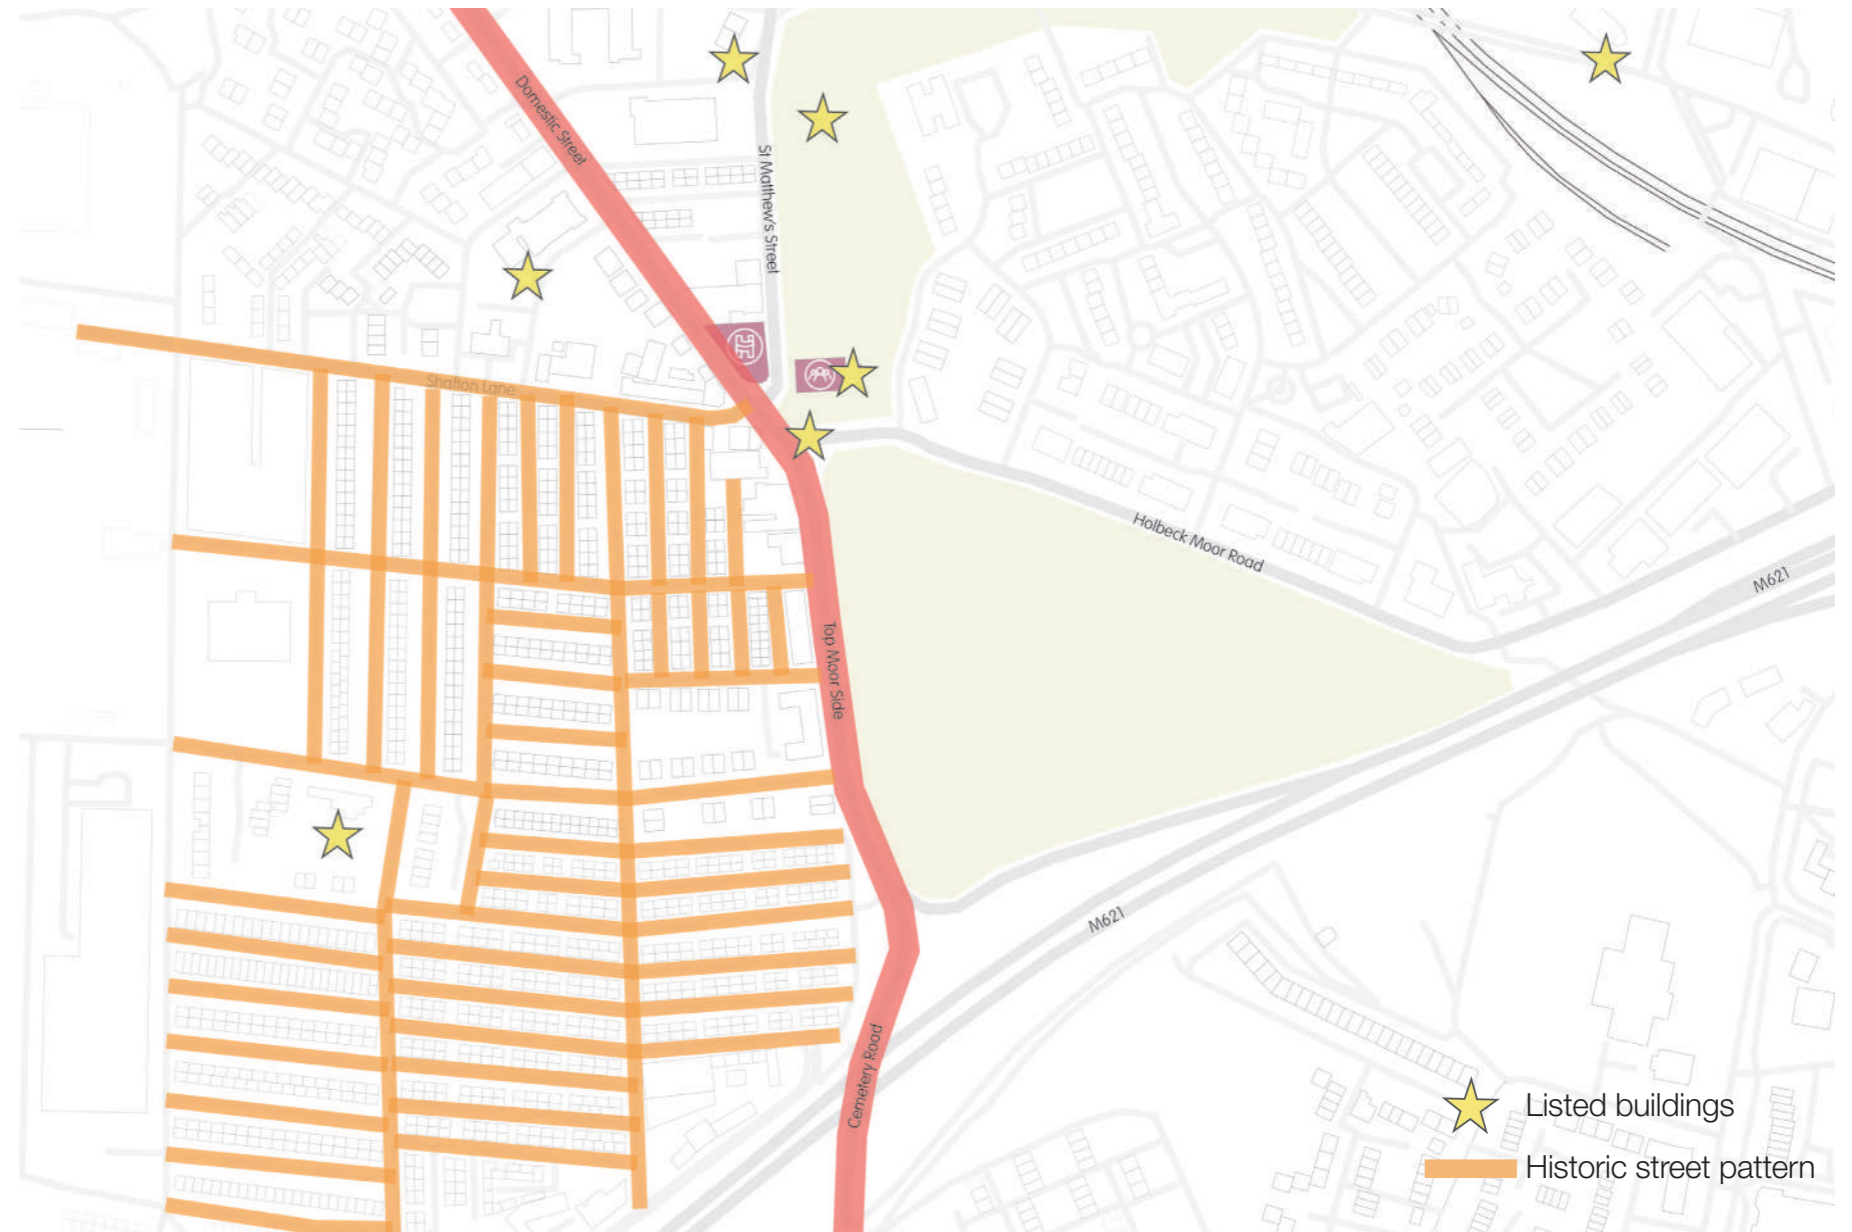 Domestic Street
St Matthew's Street
Shafton Lane
Holbeck Moor Road
M621
Top Moor Side
M621
Cemetery Road
Listed buildings
Historic street pattern